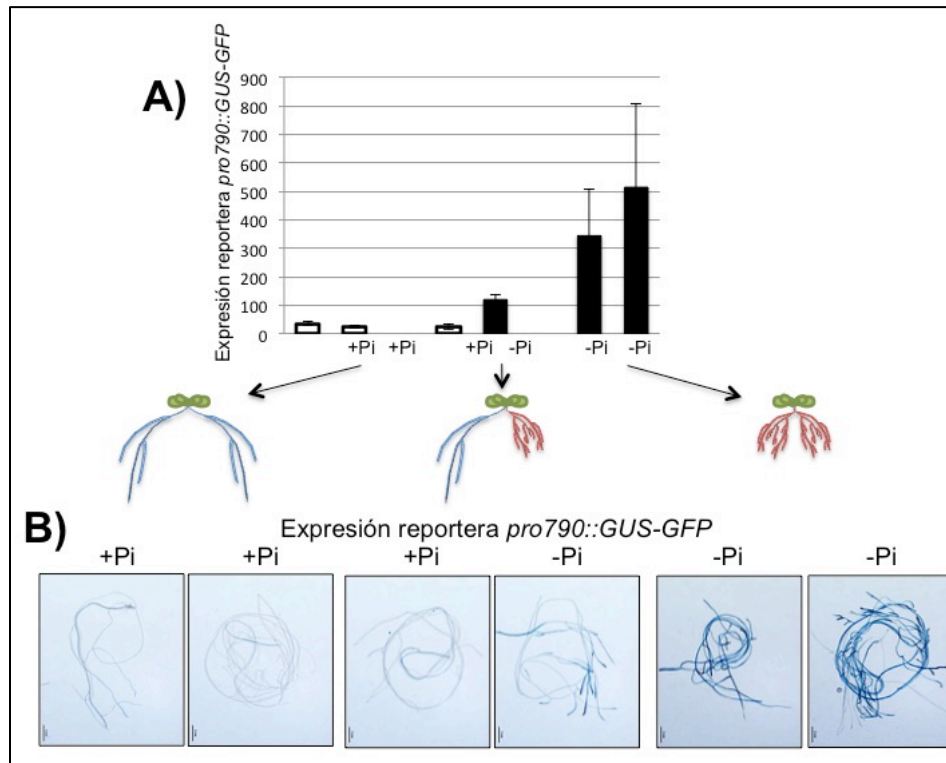 A)
Expresión reportera pro790::GUS-GFP
900
800
700
600
500
400
300
200
100
0
+Pi +Pi +Pi -Pi -Pi -Pi
B)
Expresión reportera pro790::GUS-GFP
+Pi +Pi +Pi -Pi -Pi -Pi